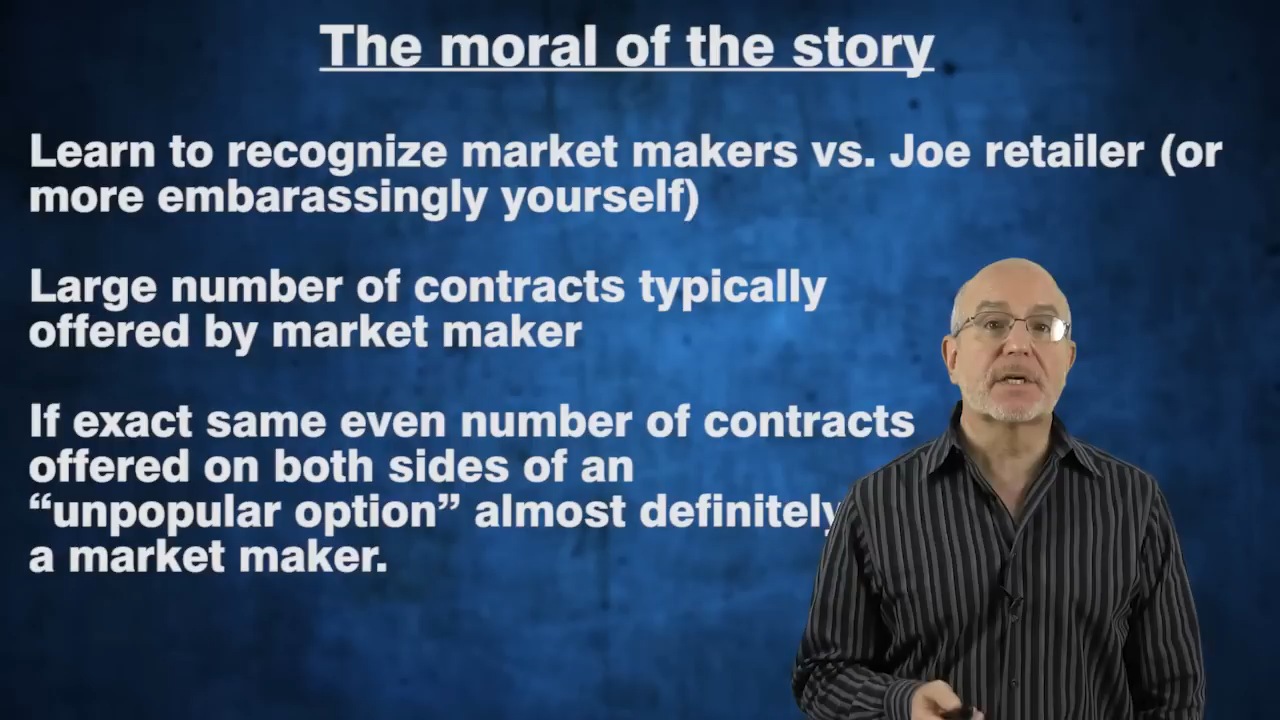 The moral of the story
Learn to recognize market makers vs. Joe retailer (or
more embarassingly yourself)
Large number of contracts typically
offered by market maker
If exact same even number of contracts
offered on both sides of an
“unpopular option” almost definitely
a market maker.